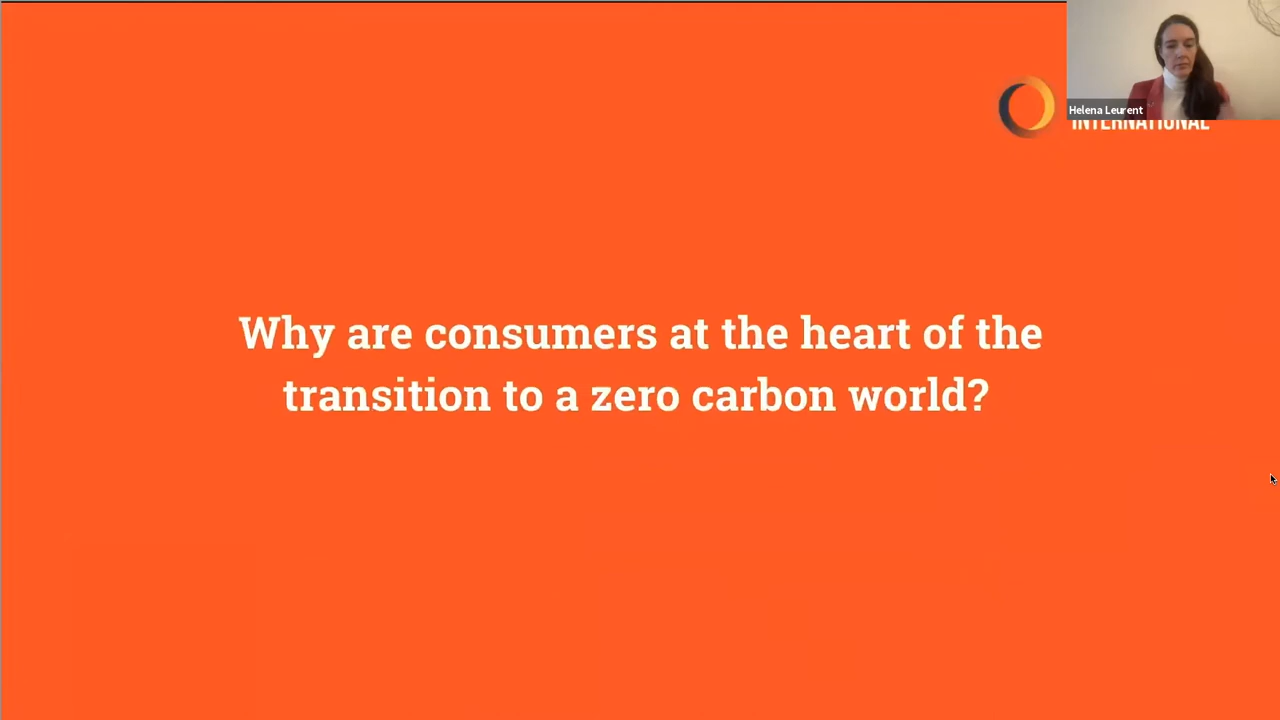 Helena Leurent
INTERNATIONAL
Why are consumers at the heart of the
transition to a zero carbon world?